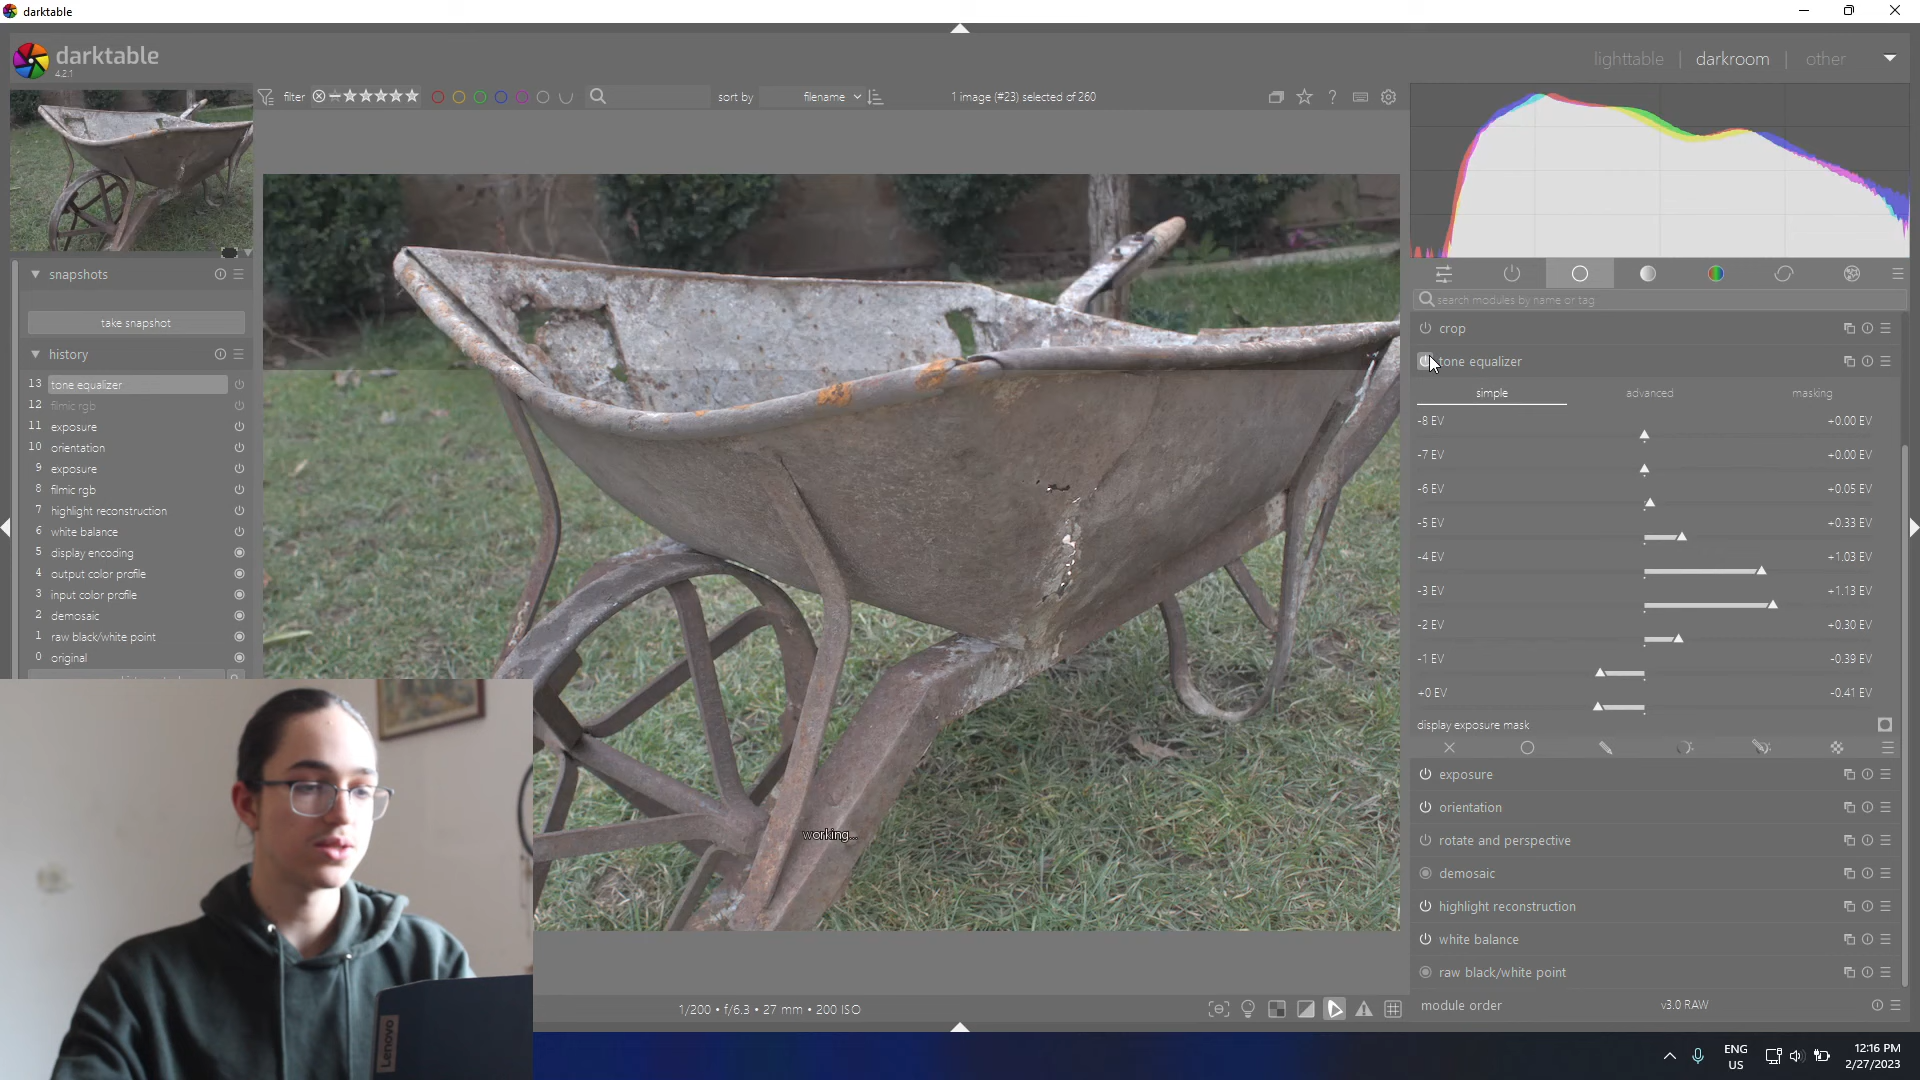 darktable
darktable
4.2.1
lighttable | darkroom | other
filter
sort by filename
1 image (#23) selected of 260
snapshots
take snapshot
history
13 tone equalizer
12 filmic rgb
11 exposure
10 orientation
9 exposure
8 filmic rgb
7 highlight reconstruction
6 white balance
5 display encoding
4 output color profile
3 input color profile
2 demosaic
1 raw black/white point
0 original
working...
1/200 • f/6.3 • 27 mm • 200 ISO
search modules by name or tag
crop
tone equalizer
simple advanced masking
-8 EV +0.00 EV
-7 EV +0.00 EV
-6 EV +0.05 EV
-5 EV +0.33 EV
-4 EV +1.03 EV
-3 EV +1.13 EV
-2 EV +0.30 EV
-1 EV -0.39 EV
+0 EV -0.41 EV
display exposure mask
exposure
orientation
rotate and perspective
demosaic
highlight reconstruction
white balance
raw black/white point
module order v3.0 RAW
Lenovo
ENG
US
12:16 PM
2/27/2023